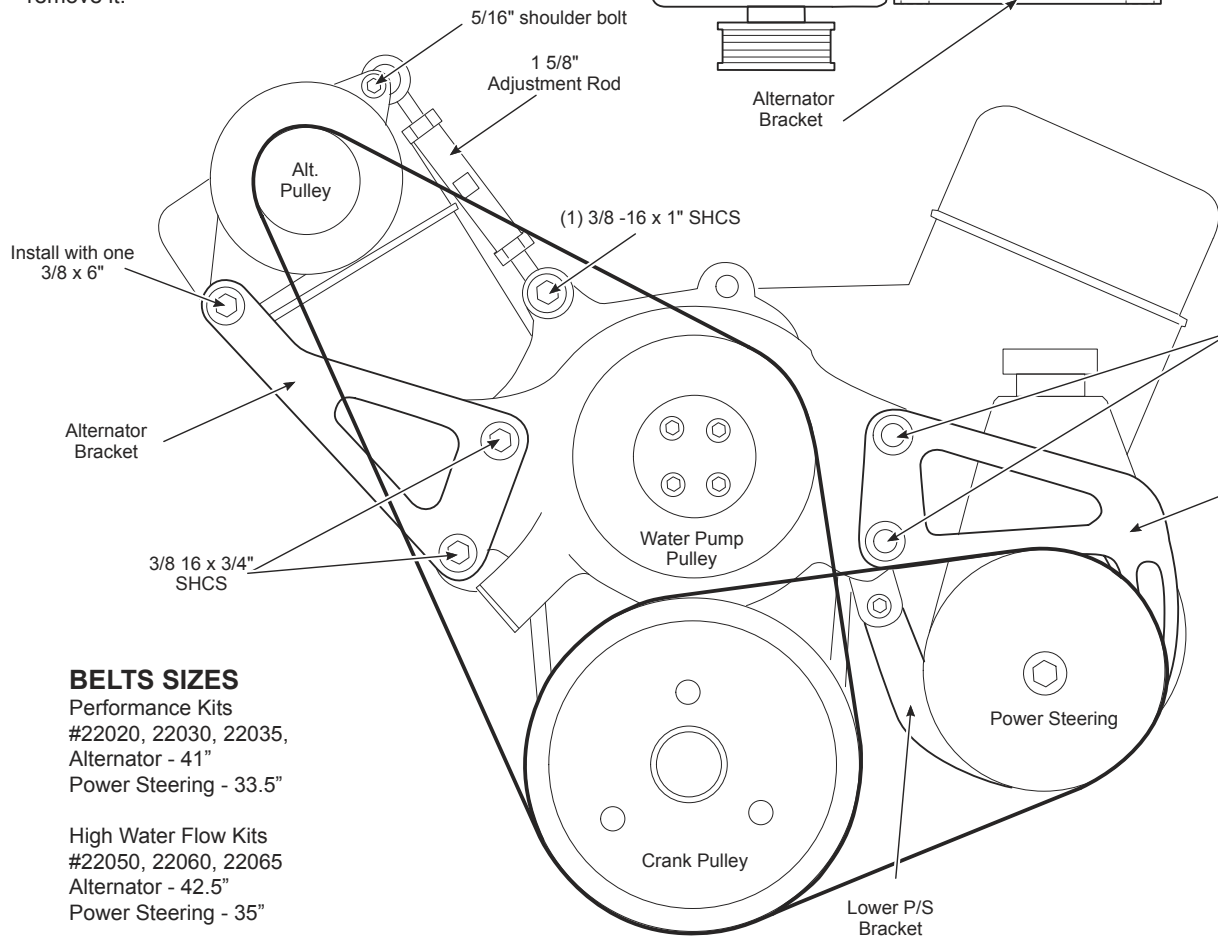 remove it.
5/16" shoulder bolt
1 5/8"
Adjustment Rod
Alternator
Bracket
Alt.
Pulley
(1) 3/8 -16 x 1" SHCS
Install with one
3/8 x 6"
Alternator
Bracket
Water Pump
Pulley
3/8 16 x 3/4"
SHCS
BELTS SIZES
Performance Kits
#22020, 22030, 22035,
Alternator - 41”
Power Steering - 33.5”
High Water Flow Kits
#22050, 22060, 22065
Alternator - 42.5”
Power Steering - 35”
Power Steering
Crank Pulley
Lower P/S
Bracket